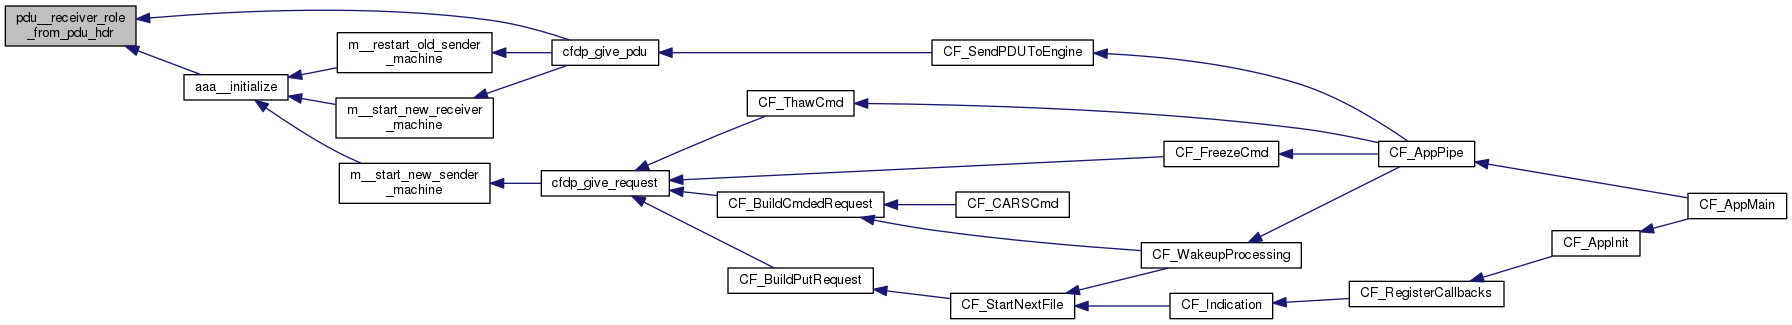 pdu__receiver_role
_from_pdu_hdr
aaa__initialize
m__restart_old_sender
_machine
m__start_new_receiver
_machine
m__start_new_sender
_machine
cfdp_give_pdu
cfdp_give_request
CF_SendPDUToEngine
CF_ThawCmd
CF_FreezeCmd
CF_BuildCmdedRequest
CF_CARSCmd
CF_BuildPutRequest
CF_StartNextFile
CF_WakeupProcessing
CF_Indication
CF_AppPipe
CF_RegisterCallbacks
CF_AppInit
CF_AppMain